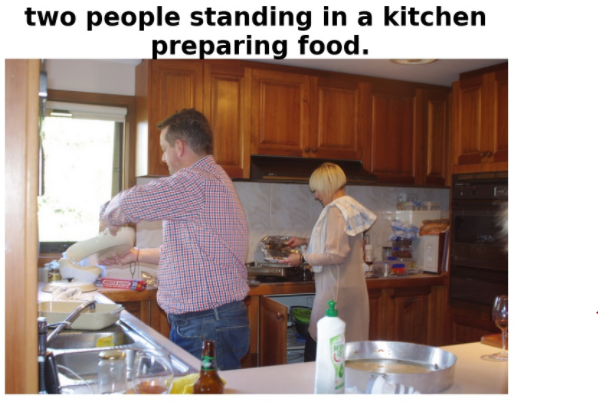 two people standing in a kitchen
preparing food.